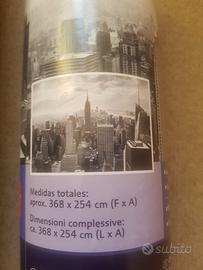 Medidas totales:
aprox. 368 x 254 cm (F x A)
Dimensioni complessive:
ca. 368 x 254 cm (L x A)
subito